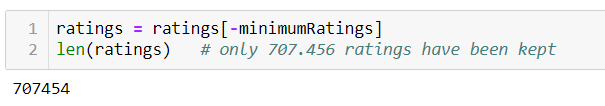 1 ratings = ratings[-minimumRatings]
2 len(ratings)   # only 707.456 ratings have been kept
707454